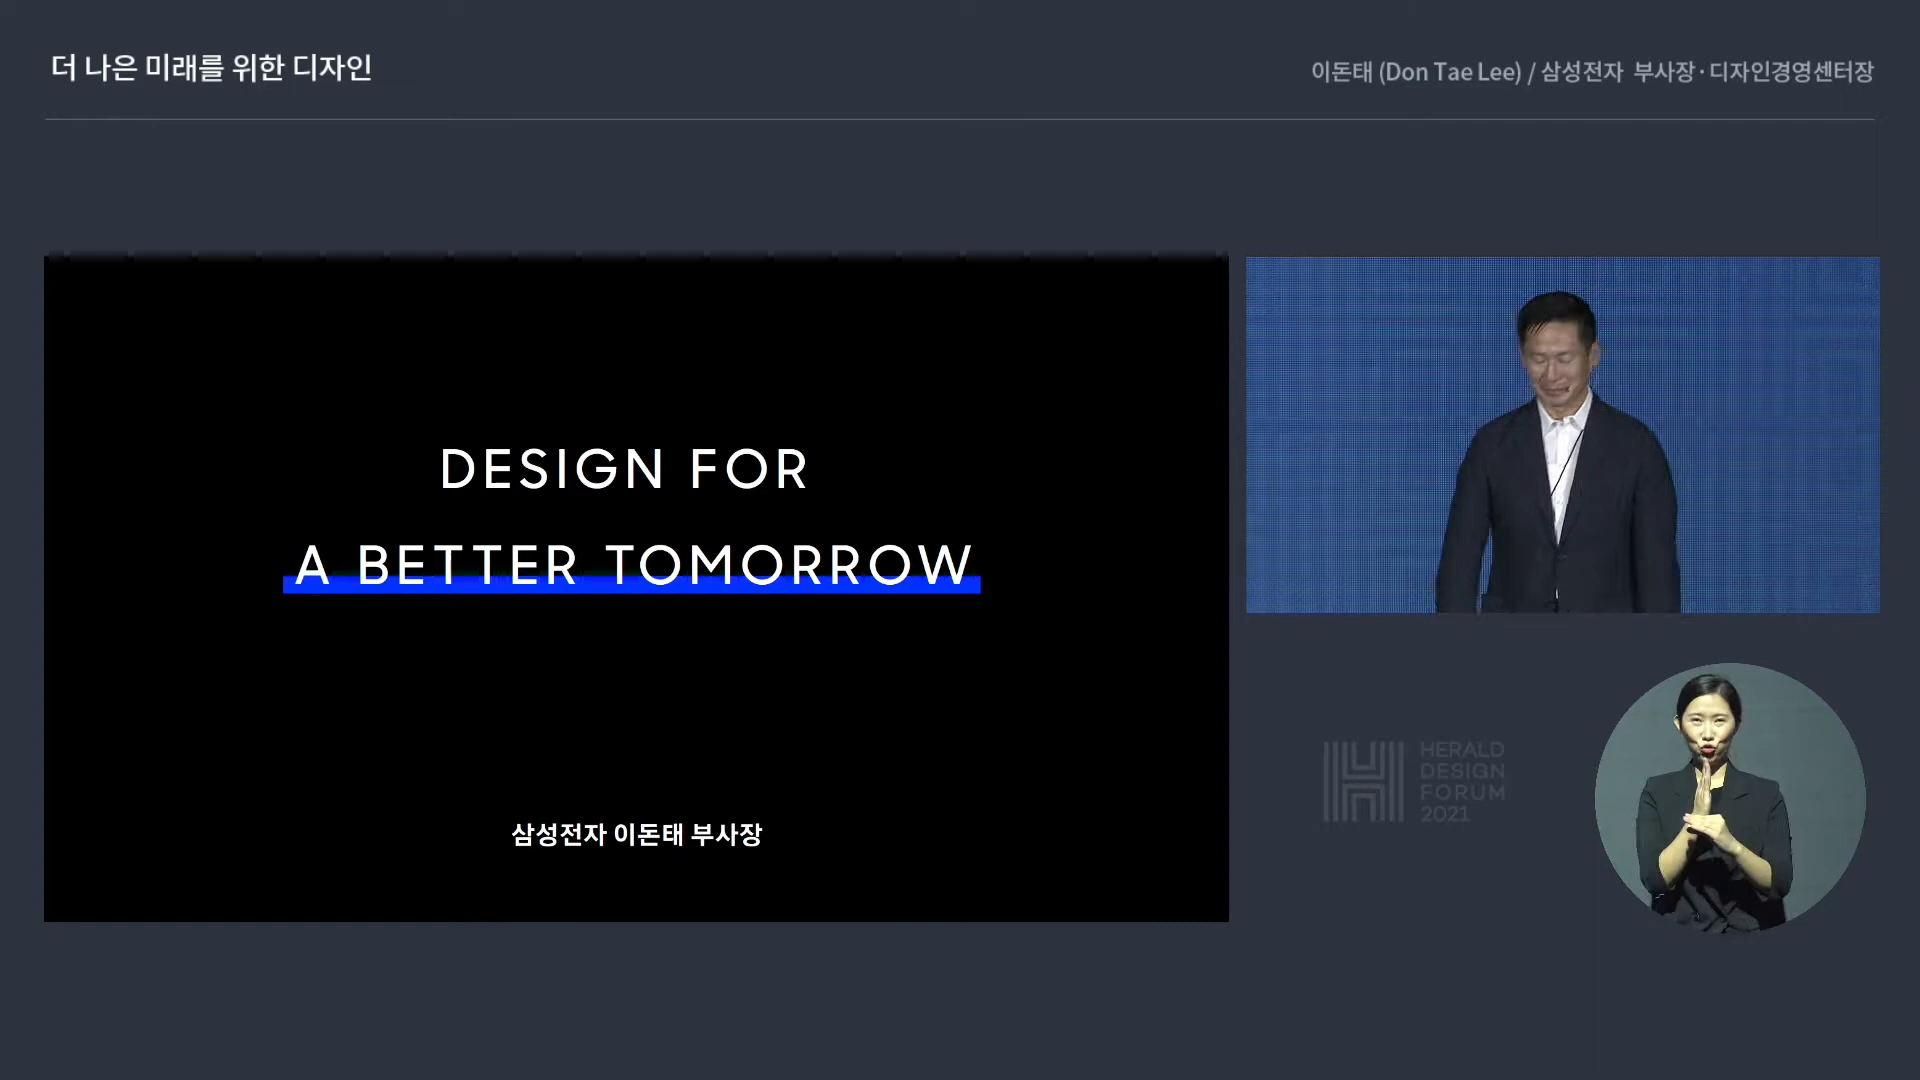 더 나은 미래를 위한 디자인
이돈태 (Don Tae Lee) / 삼성전자 부사장·디자인경영센터장
DESIGN FOR
A BETTER TOMORROW
삼성전자 이돈태 부사장
HERALD
DESIGN
FORUM
2021